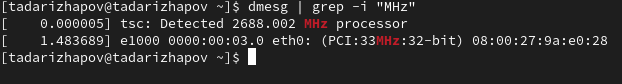 [tadarizhapov@tadarizhapov ~]$ dmesg | grep -i "MHz"
[    0.000005] tsc: Detected 2688.002 MHz processor
[    1.483689] e1000 0000:00:03.0 eth0: (PCI:33MHz:32-bit) 08:00:27:9a:e0:28
[tadarizhapov@tadarizhapov ~]$